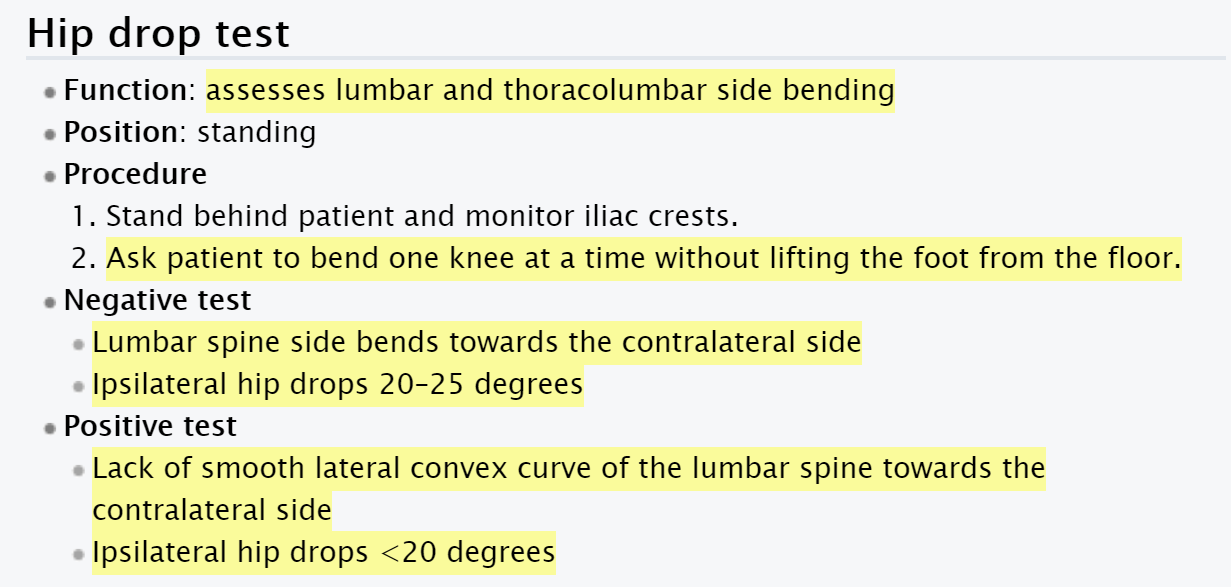 Hip drop test
Function: assesses lumbar and thoracolumbar side bending
Position: standing
Procedure
1. Stand behind patient and monitor iliac crests.
2. Ask patient to bend one knee at a time without lifting the foot from the floor.
Negative test
Lumbar spine side bends towards the contralateral side
Ipsilateral hip drops 20–25 degrees
Positive test
Lack of smooth lateral convex curve of the lumbar spine towards the
contralateral side
Ipsilateral hip drops <20 degrees